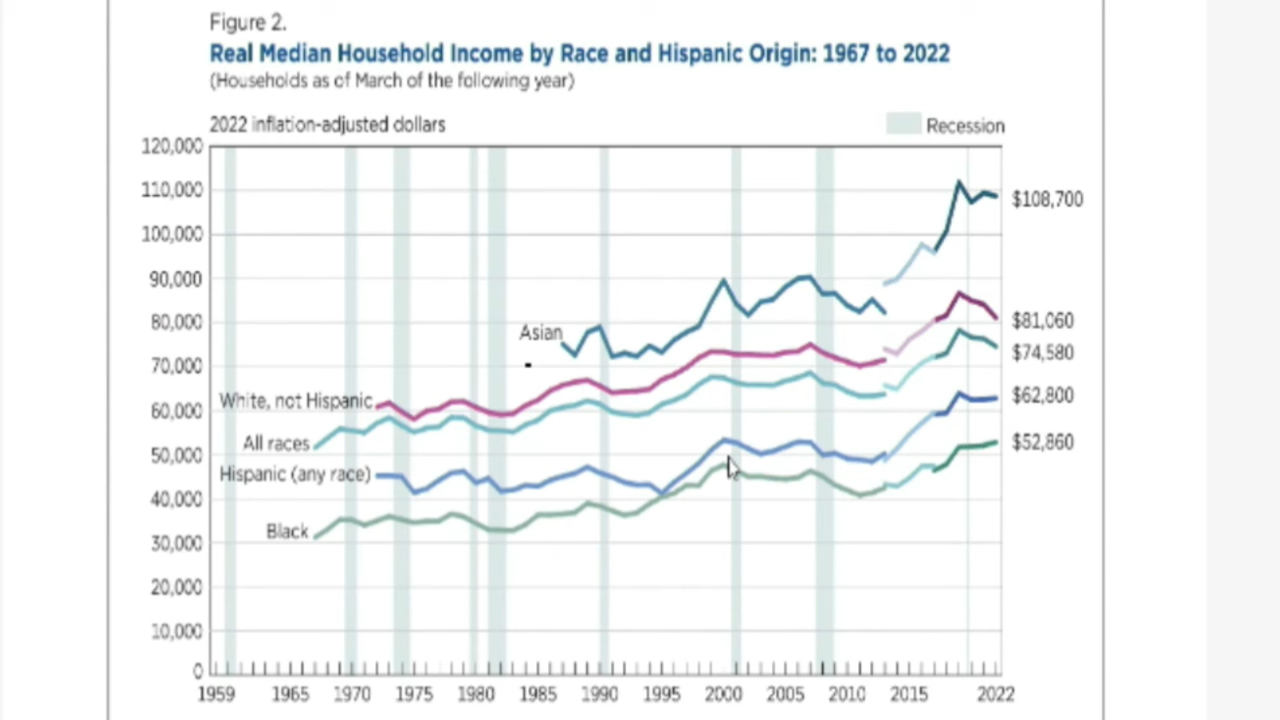 Figure 2.
Real Median Household Income by Race and Hispanic Origin: 1967 to 2022
(Households as of March of the following year)
2022 inflation-adjusted dollars
Recession
120,000
110,000
100,000
90,000
80,000
70,000
60,000
50,000
40,000
30,000
20,000
10,000
0
Asian
White, not Hispanic
All races
Hispanic (any race)
Black
$108,700
$81,060
$74,580
$62,800
$52,860
1959 1965 1970 1975 1980 1985 1990 1995 2000 2005 2010 2015 2022